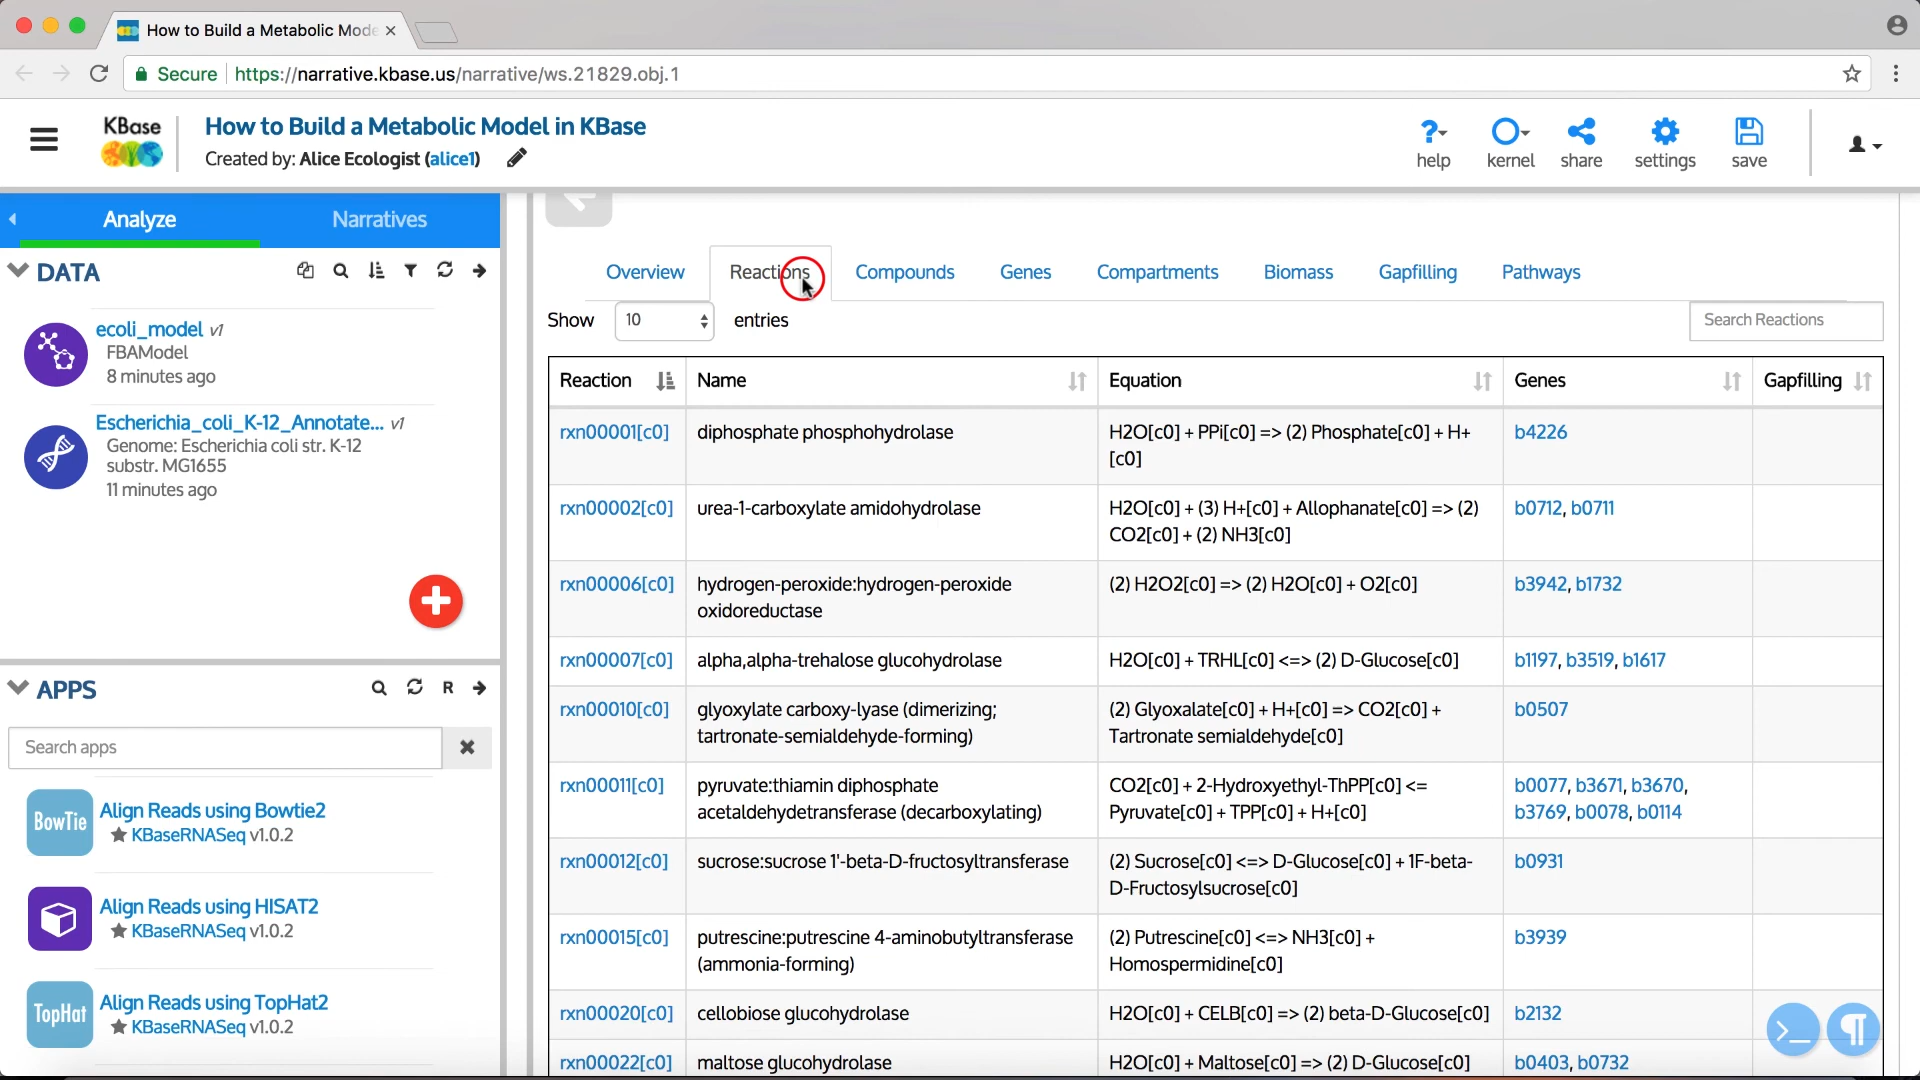 How to Build a Metabolic Mode
Secure https://narrative.kbase.us/narrative/ws.21829.obj.1
KBase
How to Build a Metabolic Model in KBase
Created by: Alice Ecologist (alice1)
help
kernel
share
settings
save
Analyze
Narratives
DATA
ecoli_model v1
FBAModel
8 minutes ago
Escherichia_coli_K-12_Annotate... v1
Genome: Escherichia coli str. K-12
substr. MG1655
11 minutes ago
APPS
R
Search apps
BowTie
Align Reads using Bowtie2
KBaseRNASeq v1.0.2
Align Reads using HISAT2
KBaseRNASeq v1.0.2
TopHat
Align Reads using TopHat2
KBaseRNASeq v1.0.2
Overview Reactions Compounds Genes Compartments Biomass Gapfilling Pathways
Show 10 entries
Search Reactions
Reaction Name Equation Genes Gapfilling
rxn00001[c0] diphosphate phosphohydrolase H2O[c0] + PPi[c0] => (2) Phosphate[c0] + H+ b4226
[c0]
rxn00002[c0] urea-1-carboxylate amidohydrolase H2O[c0] + (3) H+[c0] + Allophanate[c0] => (2) b0712, b0711
CO2[c0] + (2) NH3[c0]
rxn00006[c0] hydrogen-peroxide:hydrogen-peroxide (2) H2O2[c0] => (2) H2O[c0] + O2[c0] b3942, b1732
oxidoreductase
rxn00007[c0] alpha,alpha-trehalose glucohydrolase H2O[c0] + TRHL[c0] <=> (2) D-Glucose[c0] b1197, b3519, b1617
rxn00010[c0] glyoxylate carboxy-lyase (dimerizing; (2) Glyoxalate[c0] + H+[c0] => CO2[c0] + b0507
tartronate-semialdehyde-forming) Tartronate semialdehyde[c0]
rxn00011[c0] pyruvate:thiamin diphosphate CO2[c0] + 2-Hydroxyethyl-ThPP[c0] <= b0077, b3671, b3670,
acetaldehydetransferase (decarboxylating) Pyruvate[c0] + TPP[c0] + H+[c0] b3769, b0078, b0114
rxn00012[c0] sucrose:sucrose 1'-beta-D-fructosyltransferase (2) Sucrose[c0] <=> D-Glucose[c0] + 1F-beta- b0931
D-Fructosylsucrose[c0]
rxn00015[c0] putrescine:putrescine 4-aminobutyltransferase (2) Putrescine[c0] <=> NH3[c0] + b3939
(ammonia-forming) Homospermidine[c0]
rxn00020[c0] cellobiose glucohydrolase H2O[c0] + CELB[c0] => (2) beta-D-Glucose[c0] b2132
rxn00022[c0] maltose glucohydrolase H2O[c0] + Maltose[c0] => (2) D-Glucose[c0] b0403, b0732